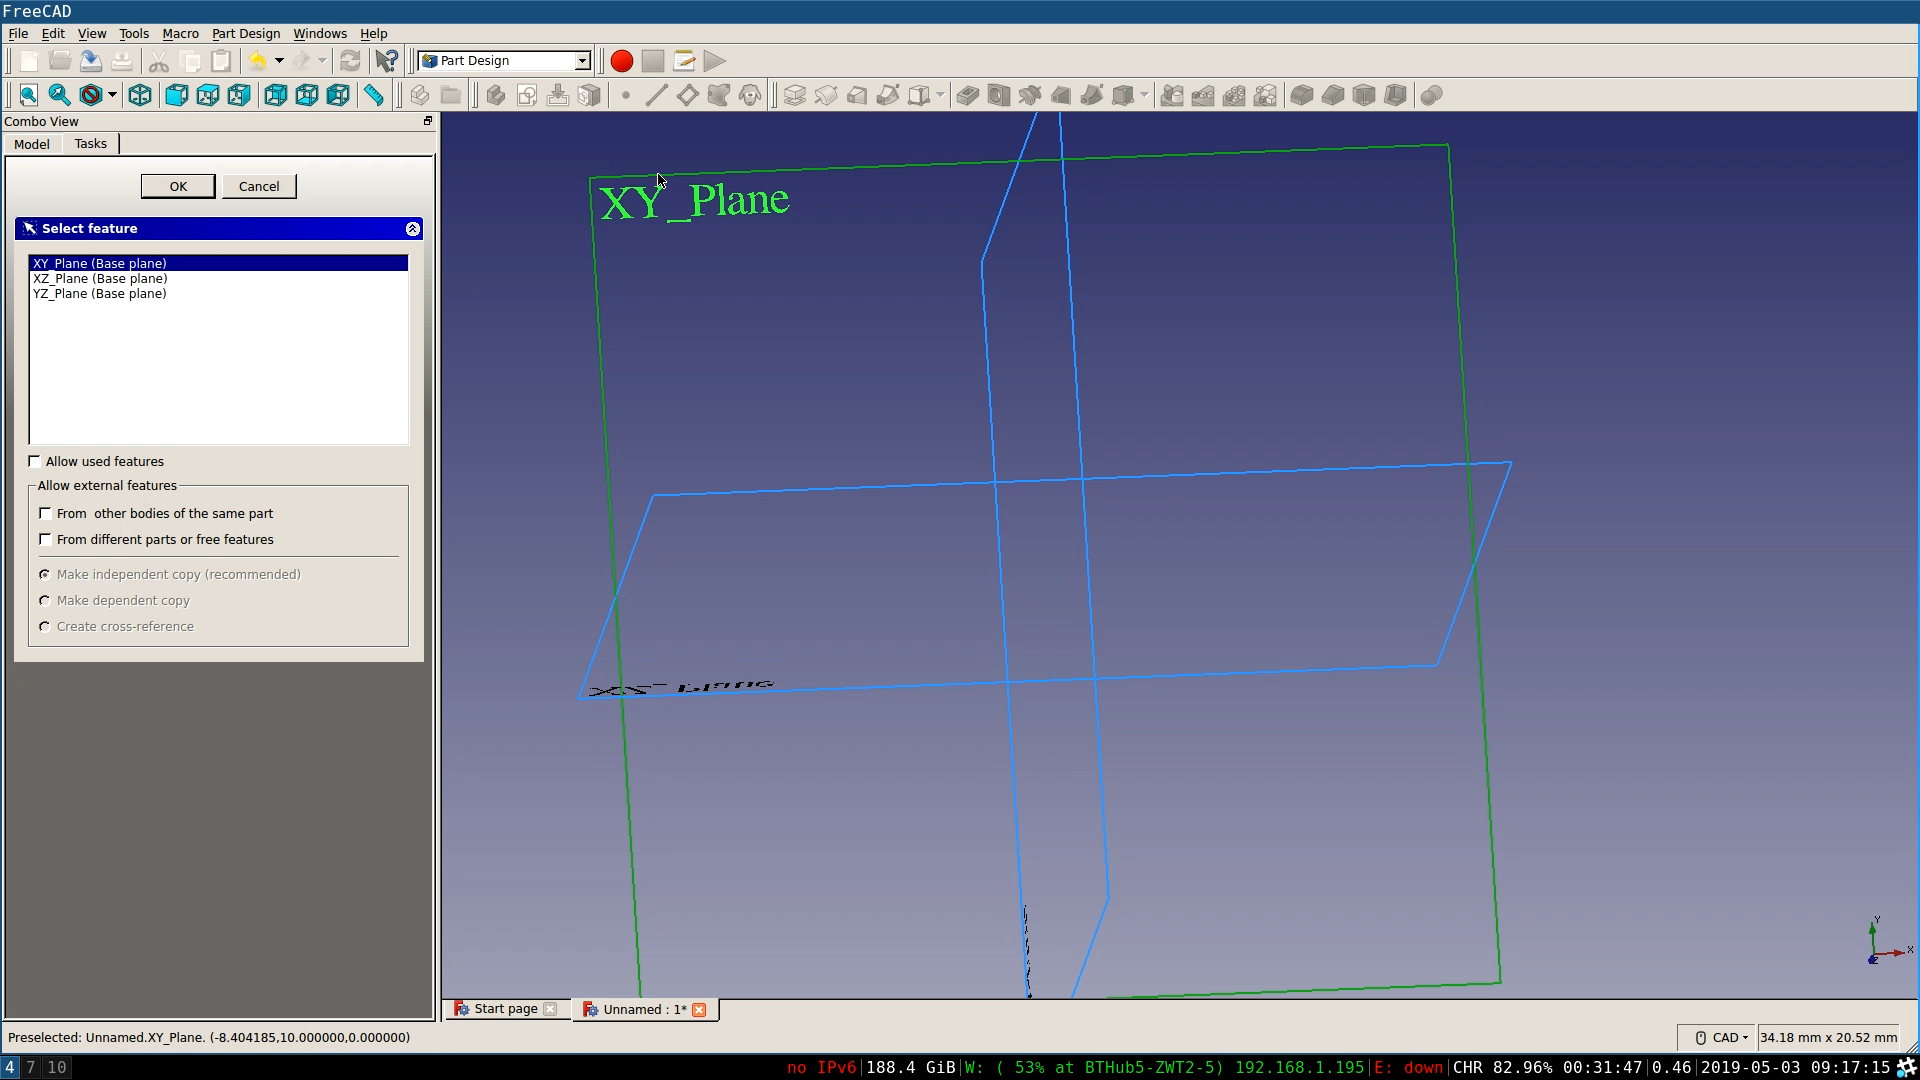 FreeCAD
File Edit View Tools Macro Part Design Windows Help
Part Design
Combo View
Model Tasks
OK Cancel
Select feature
XY_Plane (Base plane)
XZ_Plane (Base plane)
YZ_Plane (Base plane)
Allow used features
Allow external features
From other bodies of the same part
From different parts or free features
Make independent copy (recommended)
Make dependent copy
Create cross-reference
XY_Plane
Y
X
Z
Start page Unnamed : 1*
Preselected: Unnamed.XY_Plane. (-8.404185,10.000000,0.000000)
CAD 34.18 mm x 20.52 mm
4 7 10 no IPv6|188.4 GiB|W: ( 53% at BTHub5-ZWT2-5) 192.168.1.195|E: down|CHR 82.96% 00:31:47|0.46|2019-05-03 09:17:15